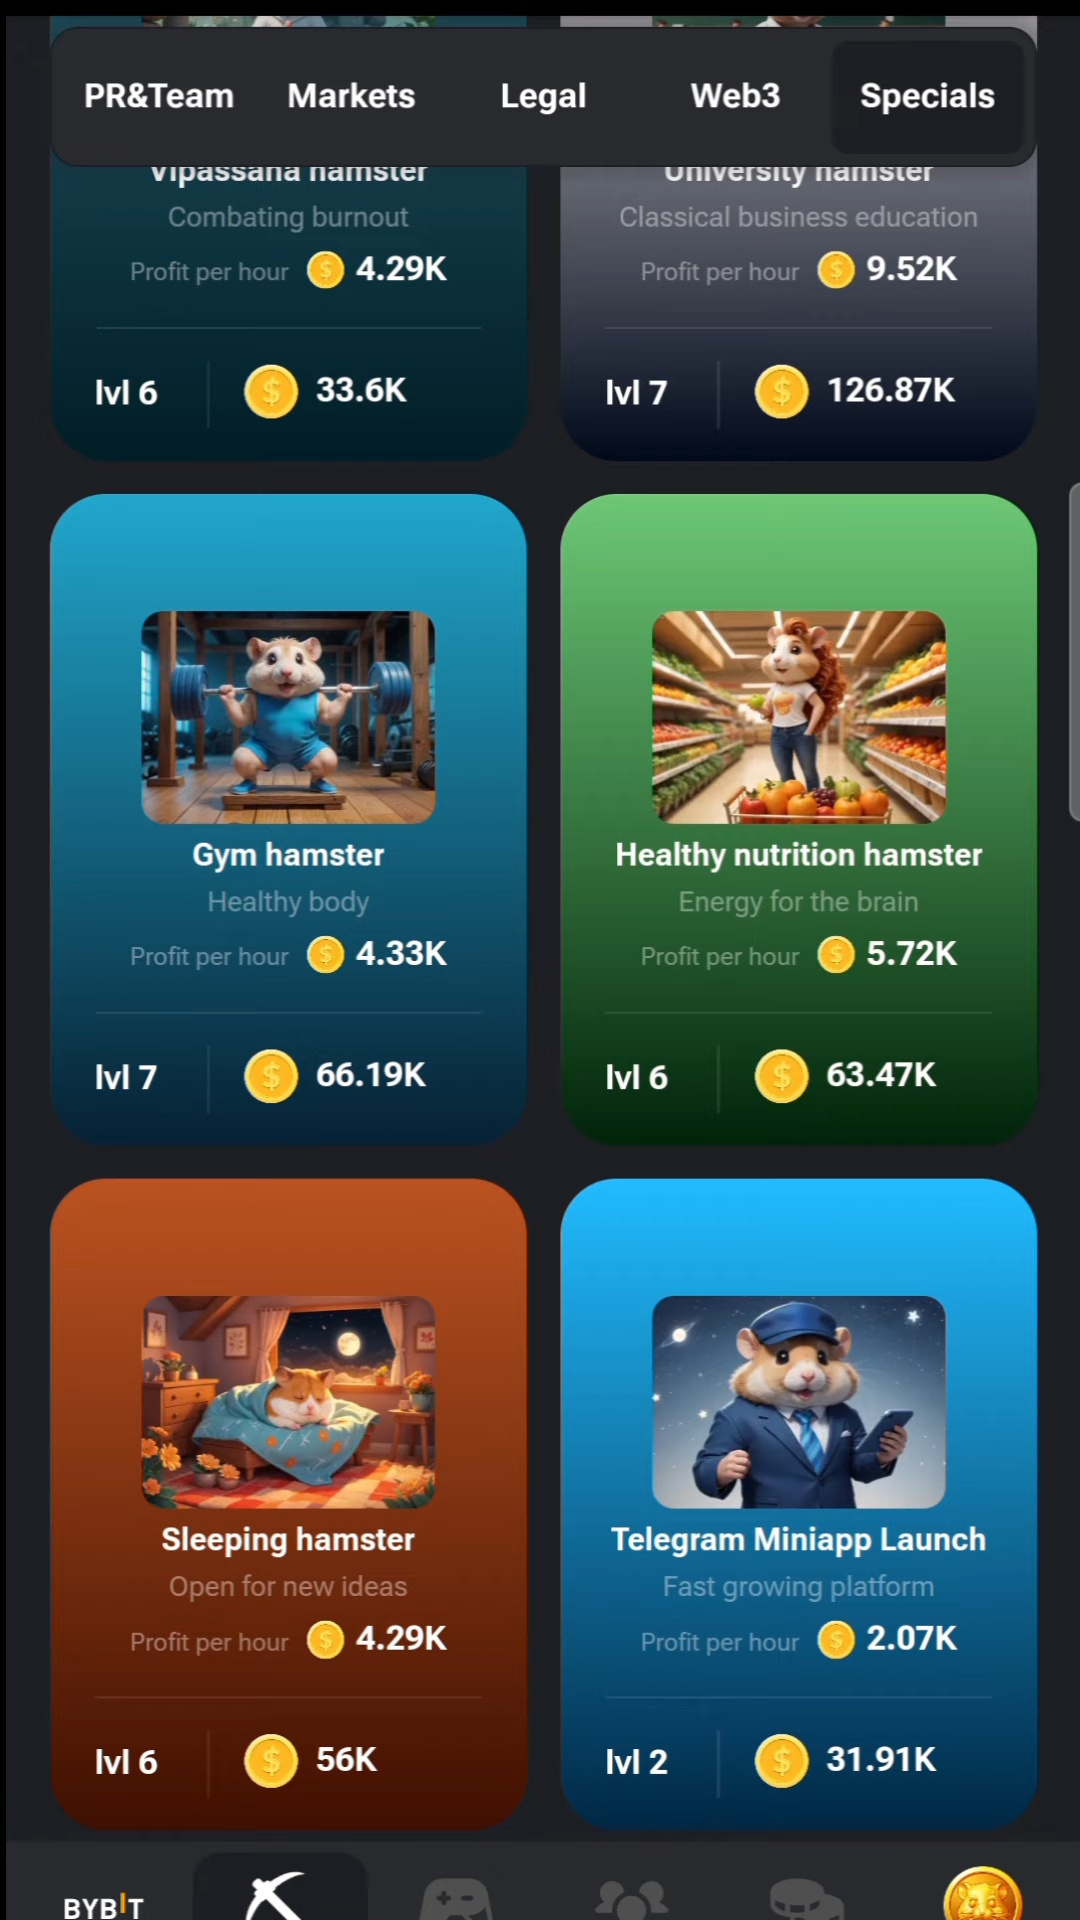 PR&Team Markets Legal Web3 Specials
Vipassana hamster
Combating burnout
Profit per hour 4.29K
lvl 6 33.6K
University hamster
Classical business education
Profit per hour 9.52K
lvl 7 126.87K
Gym hamster
Healthy body
Profit per hour 4.33K
lvl 7 66.19K
Healthy nutrition hamster
Energy for the brain
Profit per hour 5.72K
lvl 6 63.47K
Sleeping hamster
Open for new ideas
Profit per hour 4.29K
lvl 6 56K
Telegram Miniapp Launch
Fast growing platform
Profit per hour 2.07K
lvl 2 31.91K
BYBIT